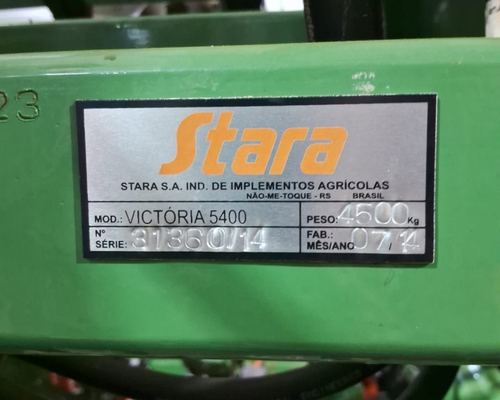 23
Stara
STARA S.A. IND. DE IMPLEMENTOS AGRÍCOLAS
NÃO-ME-TOQUE - RS BRASIL
MOD.: VICTÓRIA 5400 PESO: 4500 Kg
Nº SÉRIE: 31360/14 FAB.: MÊS/ANO 07/14